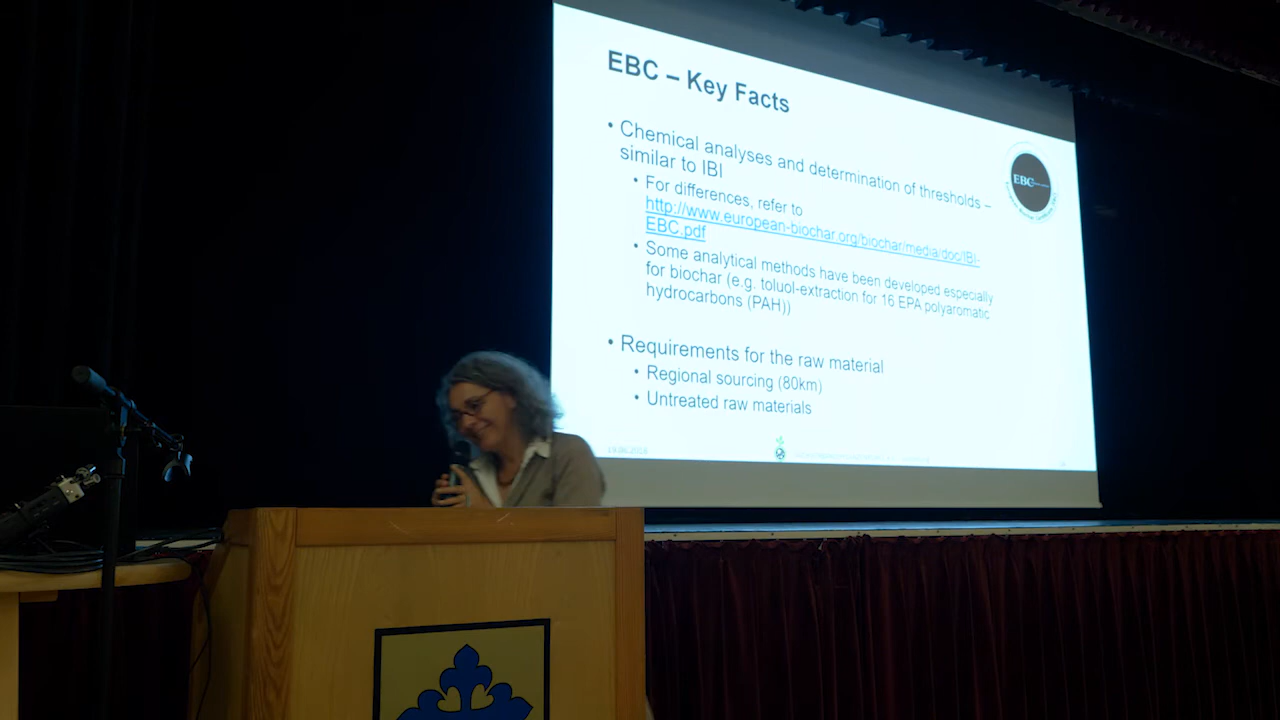 EBC – Key Facts
• Chemical analyses and determination of thresholds –
similar to IBI
• For differences, refer to
http://www.european-biochar.org/biochar/media/doc/IBI-
EBC.pdf
• Some analytical methods have been developed especially
for biochar (e.g. toluol-extraction for 16 EPA polyaromatic
hydrocarbons (PAH))
• Requirements for the raw material
• Regional sourcing (80km)
• Untreated raw materials
EBC